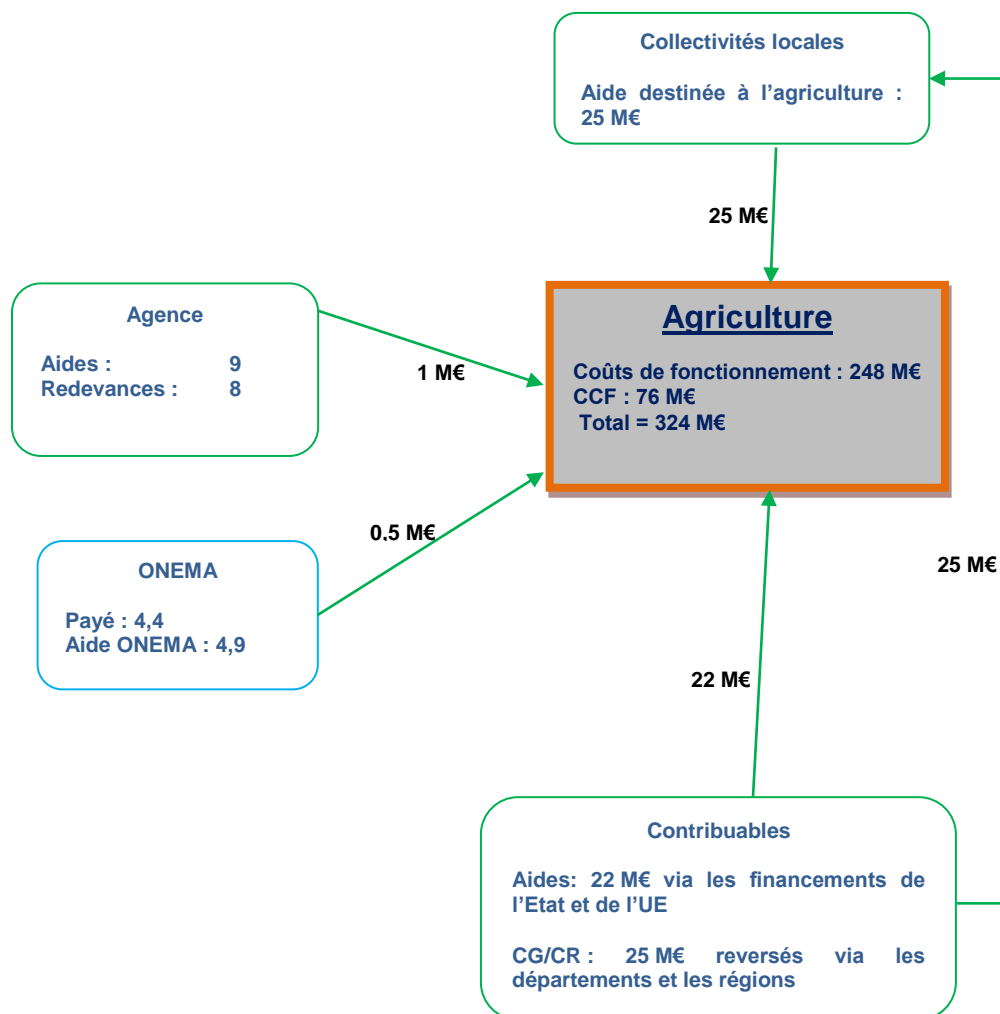 Collectivités locales
Aide destinée à l’agriculture :
25 M€
25 M€
Agence
Aides : 9
Redevances : 8
1 M€
Agriculture
Coûts de fonctionnement : 248 M€
CCF : 76 M€
Total = 324 M€
0,5 M€
ONEMA
Payé : 4,4
Aide ONEMA : 4,9
25 M€
22 M€
Contribuables
Aides: 22 M€ via les financements de
l’Etat et de l’UE
CG/CR : 25 M€ reversés via les
départements et les régions